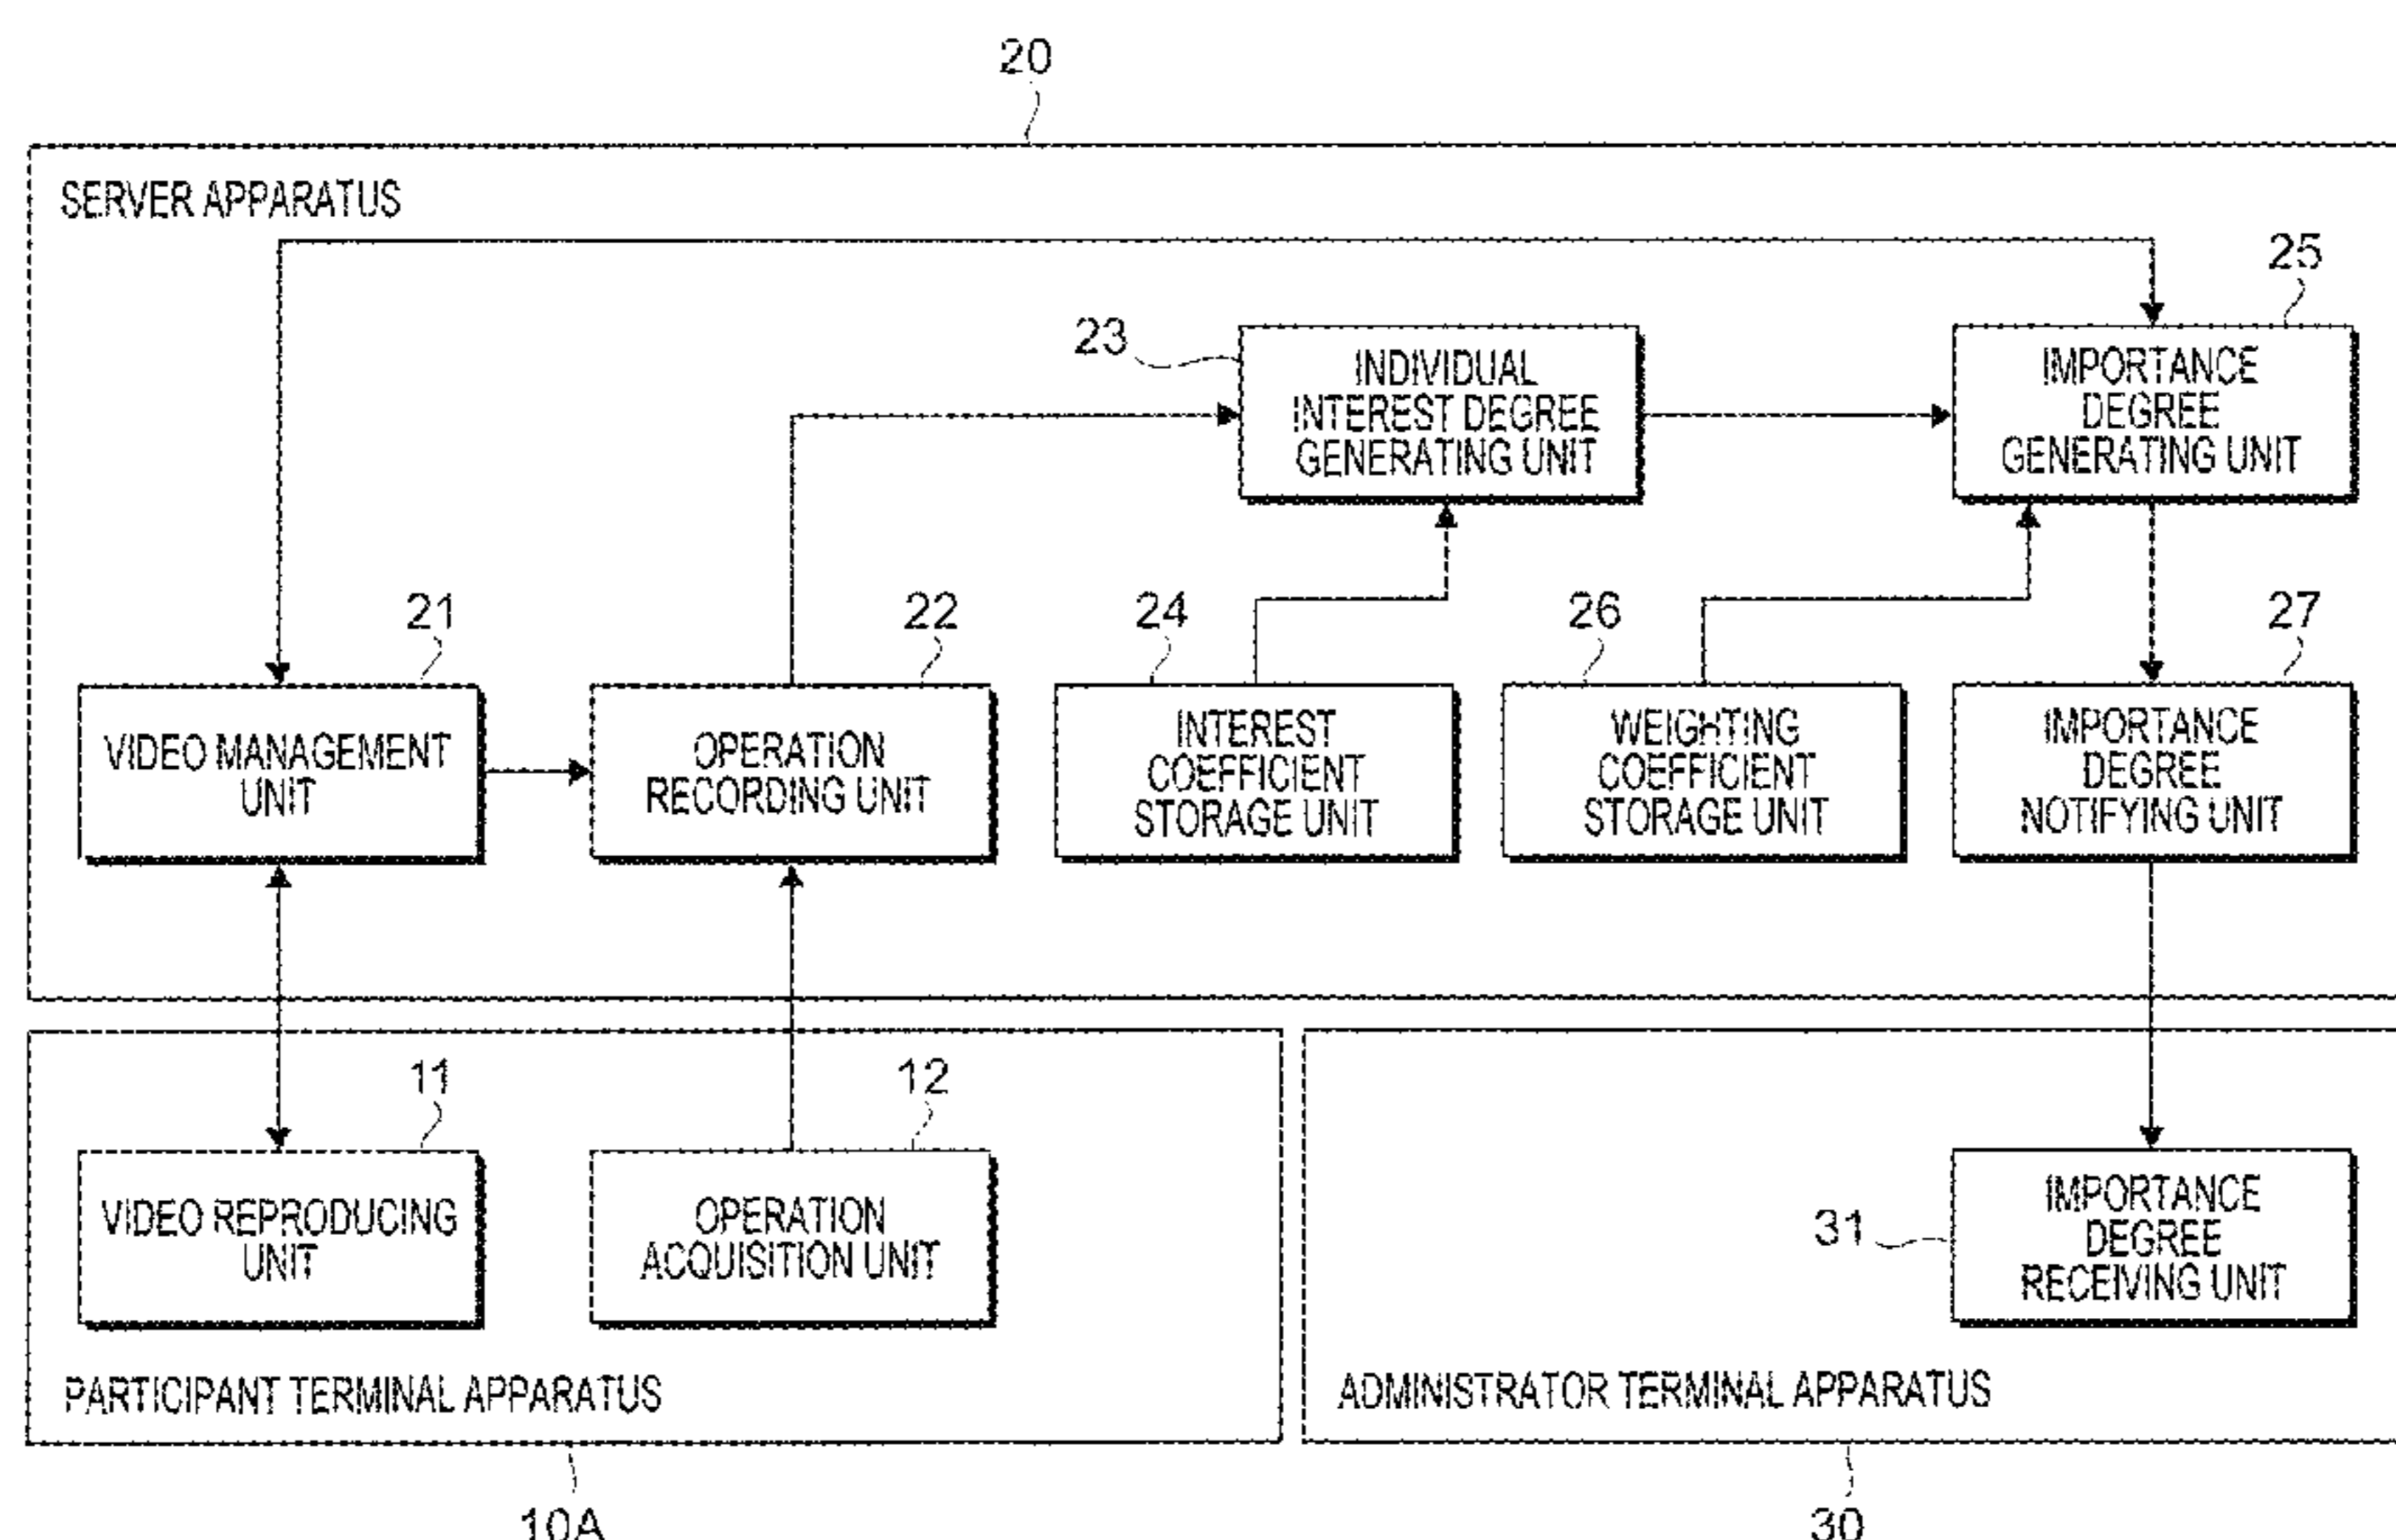 20
SERVER APPARATUS
25
23
INDIVIDUAL
INTEREST DEGREE
GENERATING UNIT
IMPORTANCE
DEGREE
GENERATING UNIT
21
22
24
26
27
VIDEO MANAGEMENT
UNIT
OPERATION
RECORDING UNIT
INTEREST
COEFFICIENT
STORAGE UNIT
WEIGHTING
COEFFICIENT
STORAGE UNIT
IMPORTANCE
DEGREE
NOTIFYING UNIT
11
12
VIDEO REPRODUCING
UNIT
OPERATION
ACQUISITION UNIT
31
IMPORTANCE
DEGREE
RECEIVING UNIT
PARTICIPANT TERMINAL APPARATUS
ADMINISTRATOR TERMINAL APPARATUS
10A
30